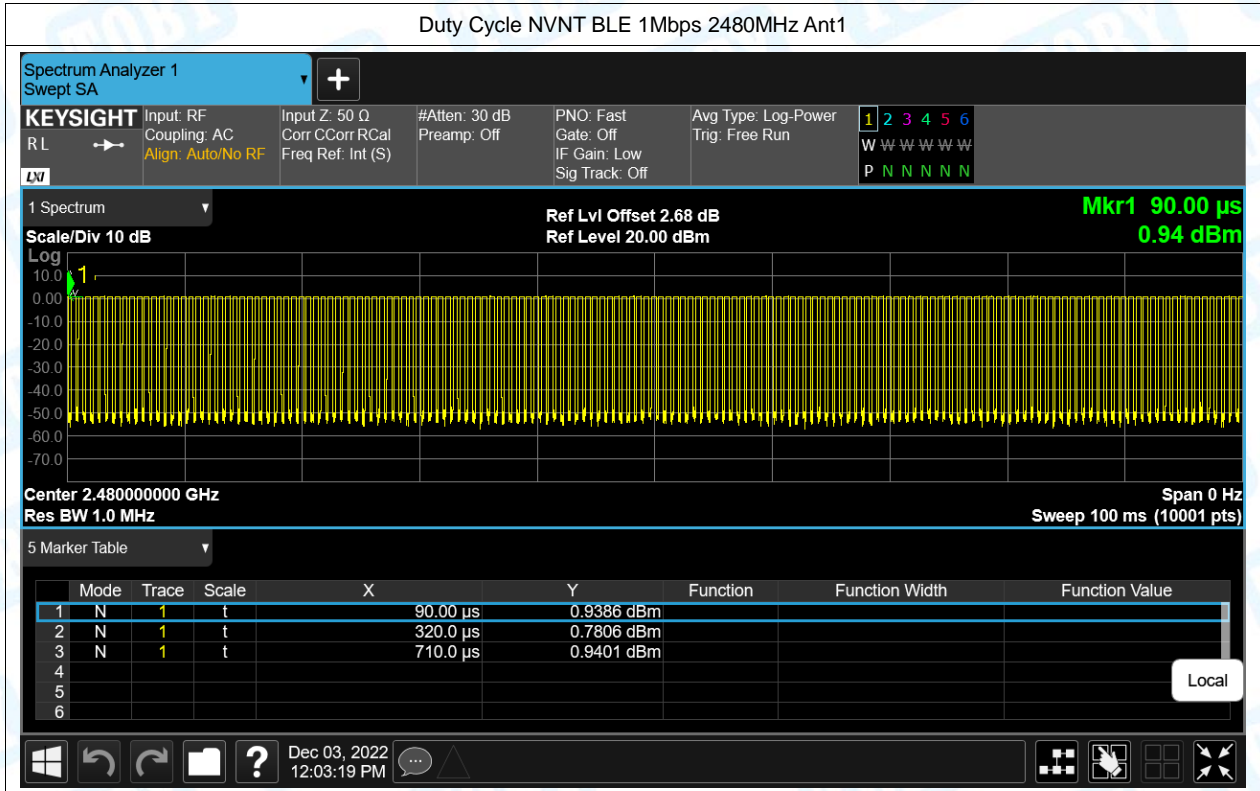 Duty Cycle NVNT BLE 1Mbps 2480MHz Ant1
Spectrum Analyzer 1
Swept SA
KEYSIGHT
R L
LXI
Input: RF
Coupling: AC
Align: Auto/No RF
Input Z: 50 Ω
Corr CCorr RCal
Freq Ref: Int (S)
#Atten: 30 dB
Preamp: Off
PNO: Fast
Gate: Off
IF Gain: Low
Sig Track: Off
Avg Type: Log-Power
Trig: Free Run
1 2 3 4 5 6
W W W W W W
P N N N N N
1 Spectrum
Scale/Div 10 dB
Ref Lvl Offset 2.68 dB
Ref Level 20.00 dBm
Mkr1 90.00 µs
0.94 dBm
Log
1
10.0
0.00
-10.0
-20.0
-30.0
-40.0
-50.0
-60.0
-70.0
Center 2.480000000 GHz
Res BW 1.0 MHz
Span 0 Hz
Sweep 100 ms (10001 pts)
5 Marker Table
Mode Trace Scale X Y Function Function Width Function Value
1 N 1 t 90.00 µs 0.9386 dBm
2 N 1 t 320.0 µs 0.7806 dBm
3 N 1 t 710.0 µs 0.9401 dBm
4
5
6
Local
?
Dec 03, 2022
12:03:19 PM